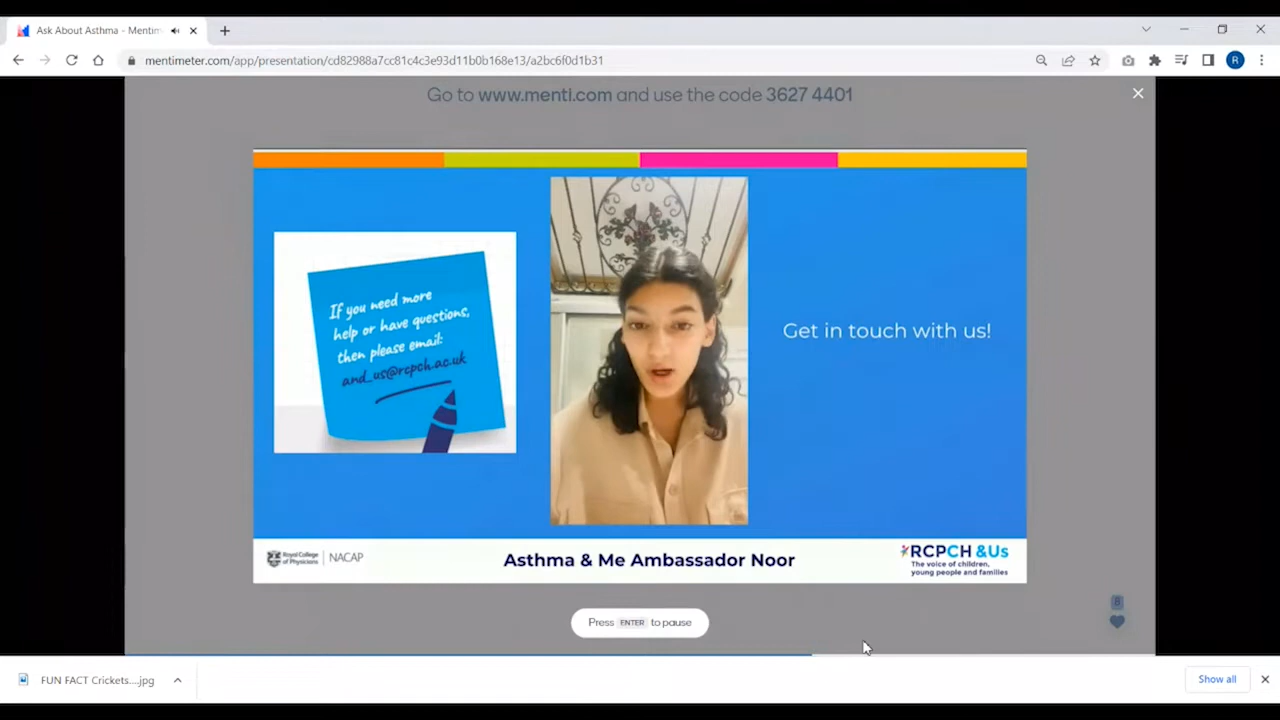 Ask About Asthma - Mentim
mentimeter.com/app/presentation/cd82988a7cc81c4c3e93d11b0b168e13/a2bc6f0d1b31
R
Go to www.menti.com and use the code 3627 4401
If you need more
help or have questions,
then please email:
and_us@rcpch.ac.uk
Get in touch with us!
Royal College
of Physicians
NACAP
Asthma & Me Ambassador Noor
RCPCH &Us
The voice of children,
young people and families
8
Press ENTER to pause
FUN FACT Crickets....jpg
Show all